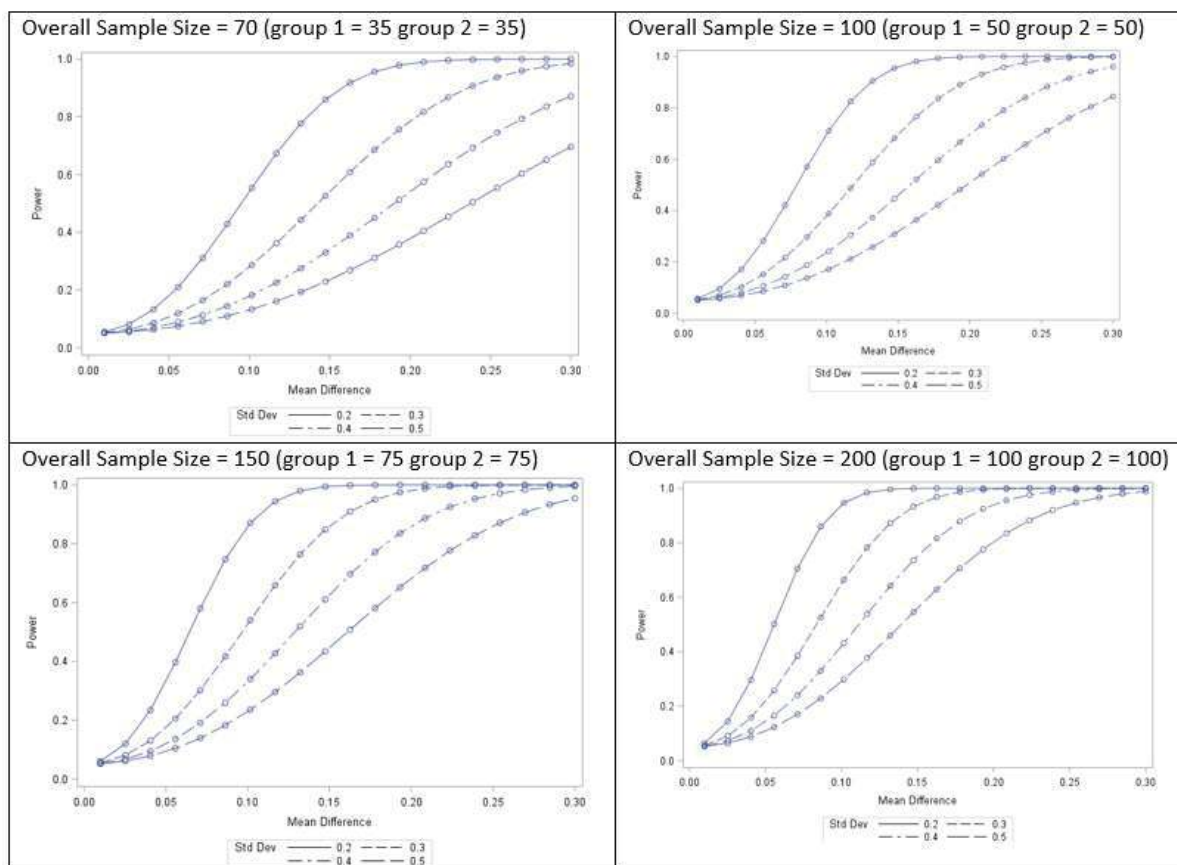 Overall Sample Size = 70 (group 1 = 35 group 2 = 35)
1.0
0.8
0.6
0.4
0.2
0.0
Power
0.00 0.05 0.10 0.15 0.20 0.25 0.30
Mean Difference
Std Dev 0.2 0.3
0.4 0.5
Overall Sample Size = 100 (group 1 = 50 group 2 = 50)
1.0
0.8
0.6
0.4
0.2
0.0
Power
0.00 0.05 0.10 0.15 0.20 0.25 0.30
Mean Difference
Std Dev 0.2 0.3
0.4 0.5
Overall Sample Size = 150 (group 1 = 75 group 2 = 75)
1.0
0.8
0.6
0.4
0.2
0.0
Power
0.00 0.05 0.10 0.15 0.20 0.25 0.30
Mean Difference
Std Dev 0.2 0.3
0.4 0.5
Overall Sample Size = 200 (group 1 = 100 group 2 = 100)
1.0
0.8
0.6
0.4
0.2
0.0
Power
0.00 0.05 0.10 0.15 0.20 0.25 0.30
Mean Difference
Std Dev 0.2 0.3
0.4 0.5